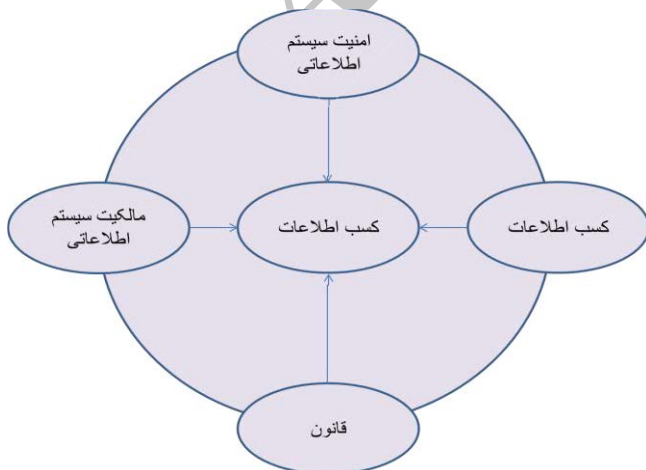 امنیت سیستم
اطلاعاتی
کسب اطلاعات
کسب اطلاعات
مالکیت سیستم
اطلاعاتی
قانون